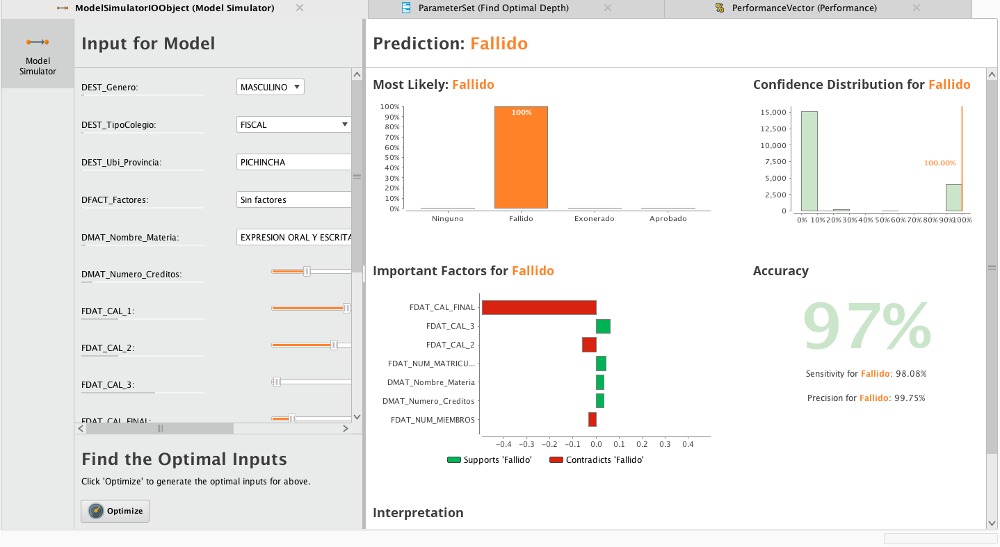 ModelSimulatorIOObject (Model Simulator)
ParameterSet (Find Optimal Depth)
PerformanceVector (Performance)
Model
Simulator
Input for Model
DEST_Genero:
MASCULINO
DEST_TipoColegio:
FISCAL
DEST_Ubi_Provincia:
PICHINCHA
DFACT_Factores:
Sin factores
DMAT_Nombre_Materia:
EXPRESION ORAL Y ESCRITA
DMAT_Numero_Creditos:
FDAT_CAL_1:
FDAT_CAL_2:
FDAT_CAL_3:
FDAT_CAL_FINAL:
Find the Optimal Inputs
Click 'Optimize' to generate the optimal inputs for above.
Optimize
Prediction: Fallido
Most Likely: Fallido
100%
90%
80%
70%
60%
50%
40%
30%
20%
10%
0%
100%
Ninguno
Fallido
Exonerado
Aprobado
Confidence Distribution for Fallido
15,000
12,500
10,000
7,500
5,000
2,500
0
100.00%
0% 10% 20% 30% 40% 50% 60% 70% 80% 90% 100%
Important Factors for Fallido
FDAT_CAL_FINAL
FDAT_CAL_3
FDAT_CAL_2
FDAT_NUM_MATRICU...
DMAT_Nombre_Materia
DMAT_Numero_Creditos
FDAT_NUM_MIEMBROS
−0.4 −0.3 −0.2 −0.1 0.0 0.1 0.2 0.3 0.4
Supports 'Fallido'
Contradicts 'Fallido'
Accuracy
97%
Sensitivity for Fallido: 98.08%
Precision for Fallido: 99.75%
Interpretation